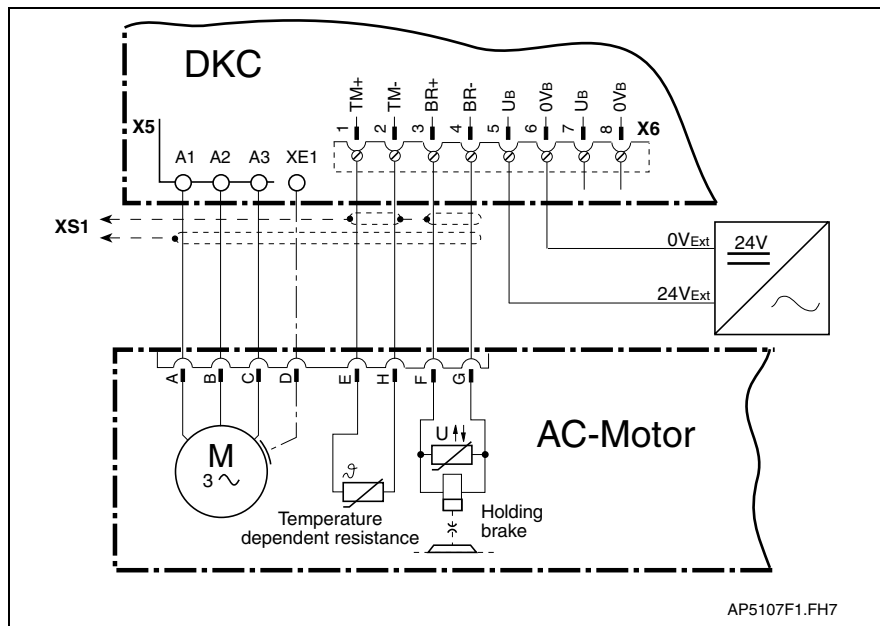 DKC
TM+ TM- BR+ BR- UB 0VB UB 0VB
1 2 3 4 5 6 7 8 X6
X5
A1 A2 A3 XE1
XS1
0VExt
24V
24VExt
A B C D E H F G
M
3
U
ϑ
AC-Motor
Temperature
dependent resistance
Holding
brake
AP5107F1.FH7